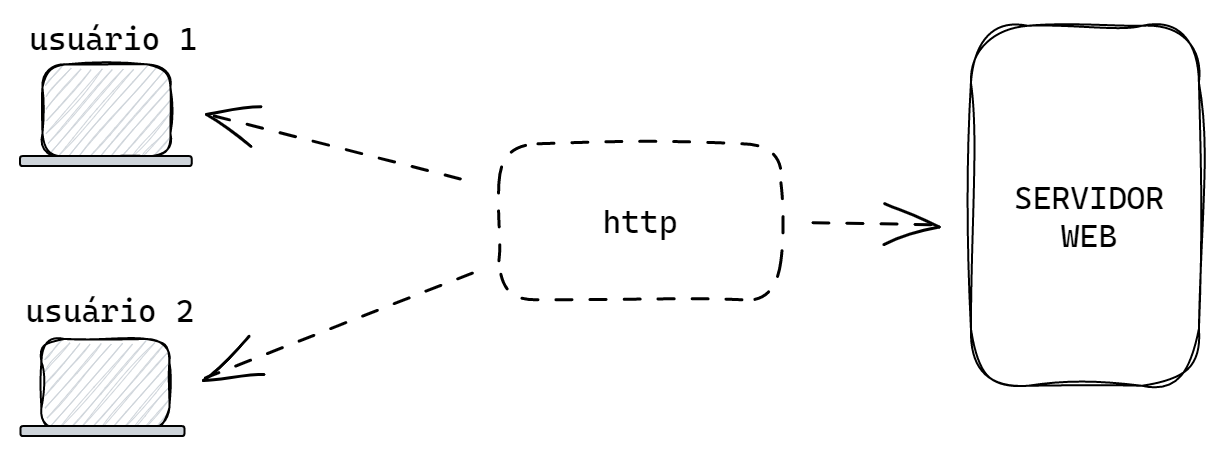 usuário 1
http
SERVIDOR
WEB
usuário 2